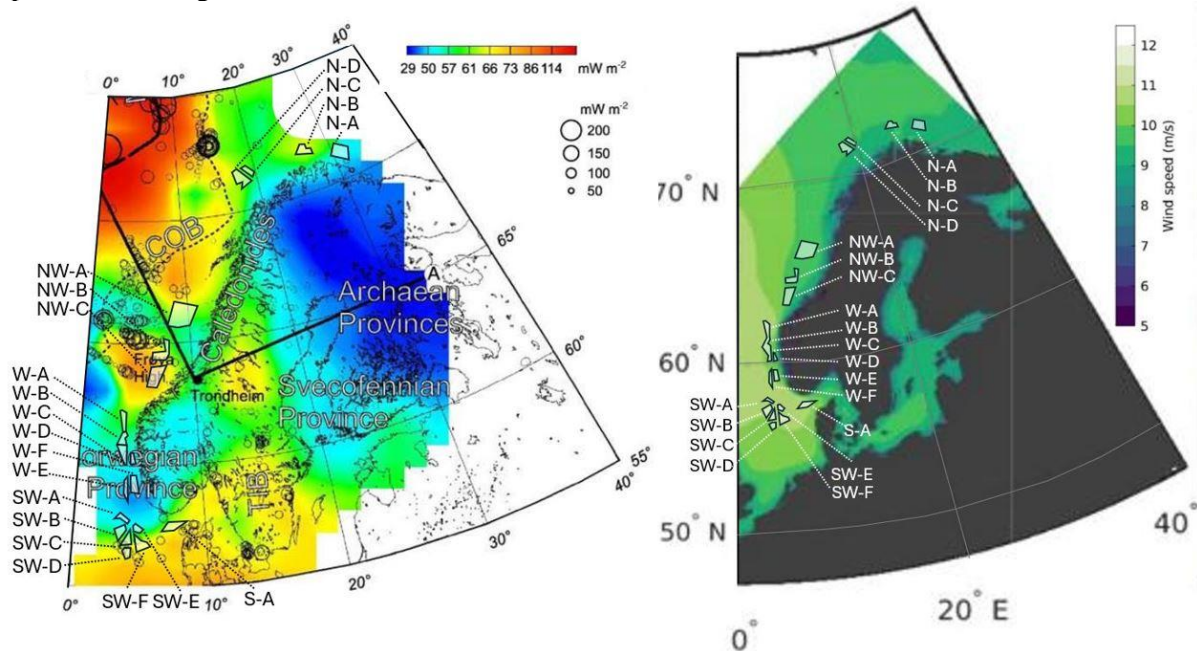 0° 10° 20° 30° 40°
29 50 57 61 66 73 86 114 mW m⁻²
mW m⁻²
200
150
100
50
N-D
N-C
N-B
N-A
COB
Caledonides
65°
A
Archaean
Provinces
60°
NW-A
NW-B
NW-C
Frøya
High
Trondheim
Svecofennian
Province
W-A
W-B
W-C
W-D
W-F
W-E
orwegian
Province
TIB
55°
40°
30°
SW-A
SW-B
SW-C
SW-D
20°
0° SW-F SW-E 10° S-A
70° N
60° N
50° N
N-A
N-B
N-C
N-D
NW-A
NW-B
NW-C
W-A
W-B
W-C
W-D
W-E
W-F
SW-A
SW-B
SW-C
SW-D
S-A
SW-E
SW-F
0°
20° E
40°
12
11
10
9
8
7
6
5
Wind speed (m/s)